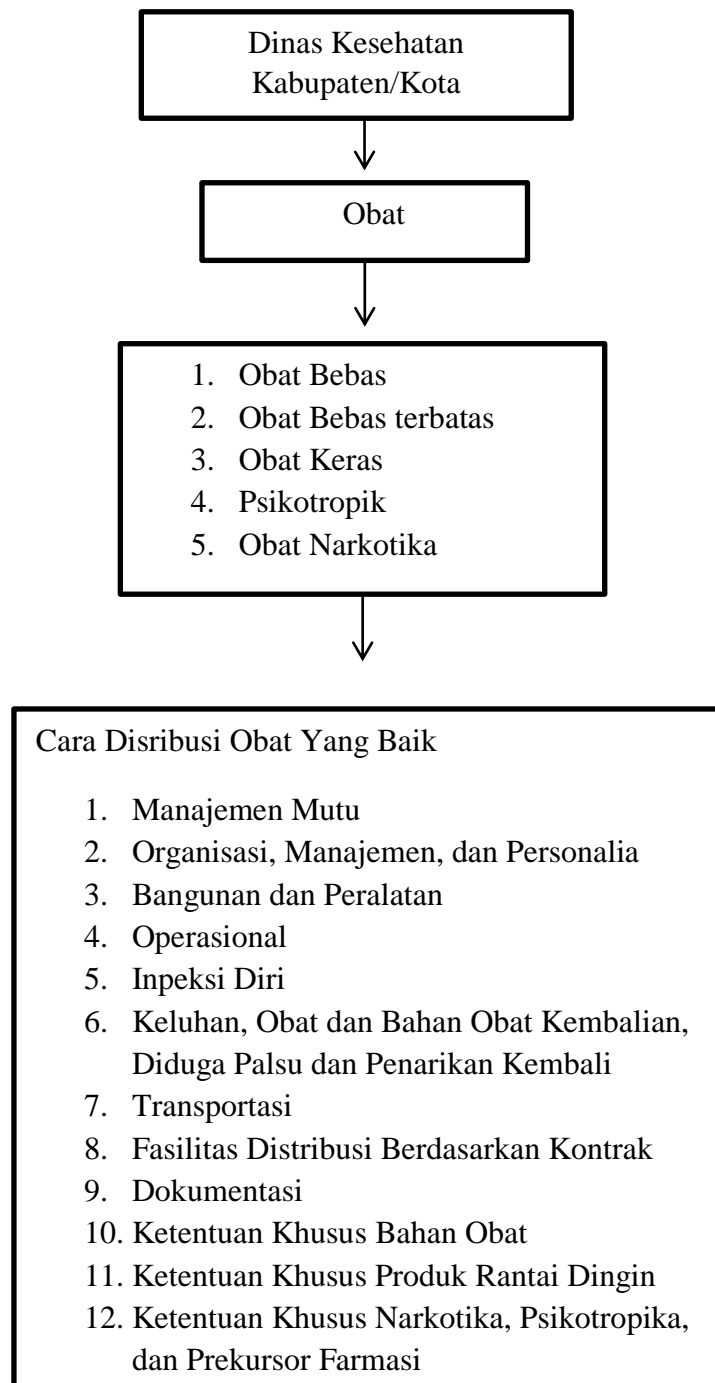 Dinas Kesehatan
Kabupaten/Kota
Obat
1. Obat Bebas
2. Obat Bebas terbatas
3. Obat Keras
4. Psikotropik
5. Obat Narkotika
Cara Disribusi Obat Yang Baik
1. Manajemen Mutu
2. Organisasi, Manajemen, dan Personalia
3. Bangunan dan Peralatan
4. Operasional
5. Inpeksi Diri
6. Keluhan, Obat dan Bahan Obat Kembalian,
Diduga Palsu dan Penarikan Kembali
7. Transportasi
8. Fasilitas Distribusi Berdasarkan Kontrak
9. Dokumentasi
10. Ketentuan Khusus Bahan Obat
11. Ketentuan Khusus Produk Rantai Dingin
12. Ketentuan Khusus Narkotika, Psikotropika,
dan Prekursor Farmasi